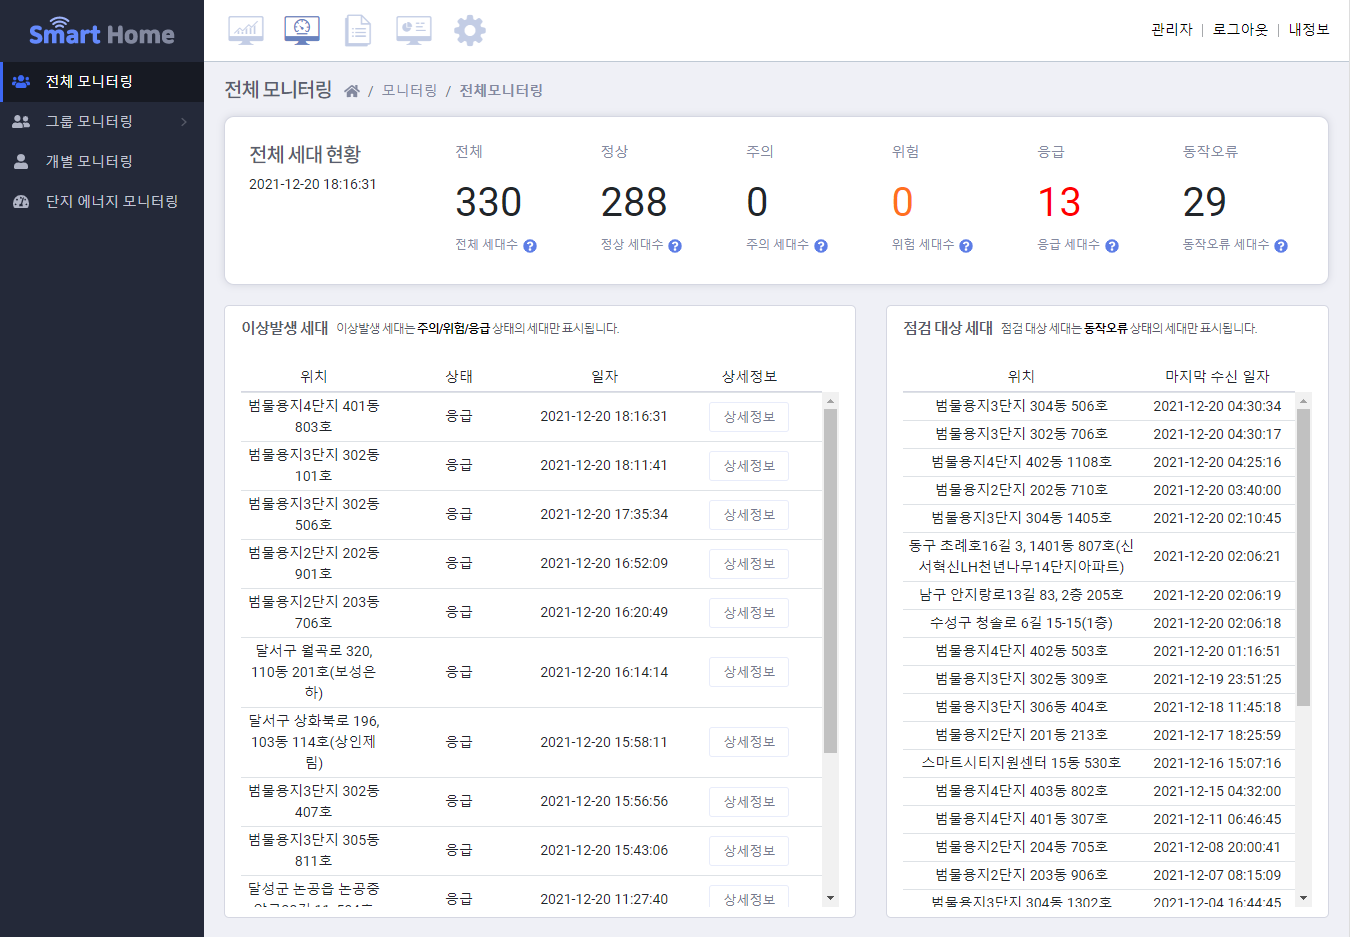 Smart Home
관리자 | 로그아웃 | 내정보
전체 모니터링
그룹 모니터링
개별 모니터링
단지 에너지 모니터링
전체 모니터링 / 모니터링 / 전체모니터링
전체 세대 현황
2021-12-20 18:16:31
전체 정상 주의 위험 응급 동작오류
330 288 0 0 13 29
전체 세대수 ? 정상 세대수 ? 주의 세대수 ? 위험 세대수 ? 응급 세대수 ? 동작오류 세대수 ?
이상발생 세대 이상발생 세대는 주의/위험/응급 상태의 세대만 표시됩니다.
위치 상태 일자 상세정보
범물용지4단지 401동
803호
응급 2021-12-20 18:16:31 상세정보
범물용지3단지 302동
101호
응급 2021-12-20 18:11:41 상세정보
범물용지3단지 302동
506호
응급 2021-12-20 17:35:34 상세정보
범물용지2단지 202동
901호
응급 2021-12-20 16:52:09 상세정보
범물용지2단지 203동
706호
응급 2021-12-20 16:20:49 상세정보
달서구 월곡로 320,
110동 201호(보성은
하)
응급 2021-12-20 16:14:14 상세정보
달서구 상화북로 196,
103동 114호(상인제
림)
응급 2021-12-20 15:58:11 상세정보
범물용지3단지 302동
407호
응급 2021-12-20 15:56:56 상세정보
범물용지3단지 305동
811호
응급 2021-12-20 15:43:06 상세정보
달성군 논공읍 논공중
응급 2021-12-20 11:27:40 상세정보
점검 대상 세대 점검 대상 세대는 동작오류 상태의 세대만 표시됩니다.
위치 마지막 수신 일자
범물용지3단지 304동 506호 2021-12-20 04:30:34
범물용지3단지 302동 706호 2021-12-20 04:30:17
범물용지4단지 402동 1108호 2021-12-20 04:25:16
범물용지2단지 202동 710호 2021-12-20 03:40:00
범물용지3단지 304동 1405호 2021-12-20 02:10:45
동구 초례호16길 3, 1401동 807호(신
서혁신LH천년나무14단지아파트)
2021-12-20 02:06:21
남구 안지랑로13길 83, 2층 205호 2021-12-20 02:06:19
수성구 청솔로 6길 15-15(1층) 2021-12-20 02:06:18
범물용지4단지 402동 503호 2021-12-20 01:16:51
범물용지3단지 302동 309호 2021-12-19 23:51:25
범물용지3단지 306동 404호 2021-12-18 11:45:18
범물용지2단지 201동 213호 2021-12-17 18:25:59
스마트시티지원센터 15동 530호 2021-12-16 15:07:16
범물용지4단지 403동 802호 2021-12-15 04:32:00
범물용지4단지 401동 307호 2021-12-11 06:46:45
범물용지2단지 204동 705호 2021-12-08 20:00:41
범물용지2단지 203동 906호 2021-12-07 08:15:09
범물용지3단지 304동 1302호 2021-12-04 16:44:45